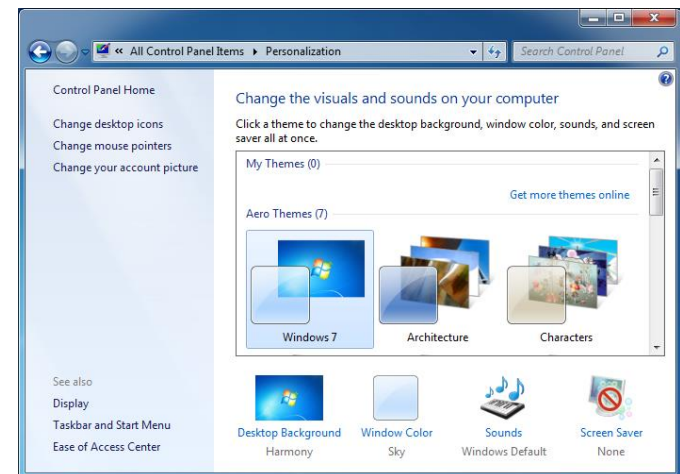 « All Control Panel Items ▸ Personalization
Search Control Panel
Control Panel Home
Change desktop icons
Change mouse pointers
Change your account picture
See also
Display
Taskbar and Start Menu
Ease of Access Center
Change the visuals and sounds on your computer
Click a theme to change the desktop background, window color, sounds, and screen
saver all at once.
My Themes (0)
Get more themes online
Aero Themes (7)
Windows 7
Architecture
Characters
Desktop Background
Harmony
Window Color
Sky
Sounds
Windows Default
Screen Saver
None